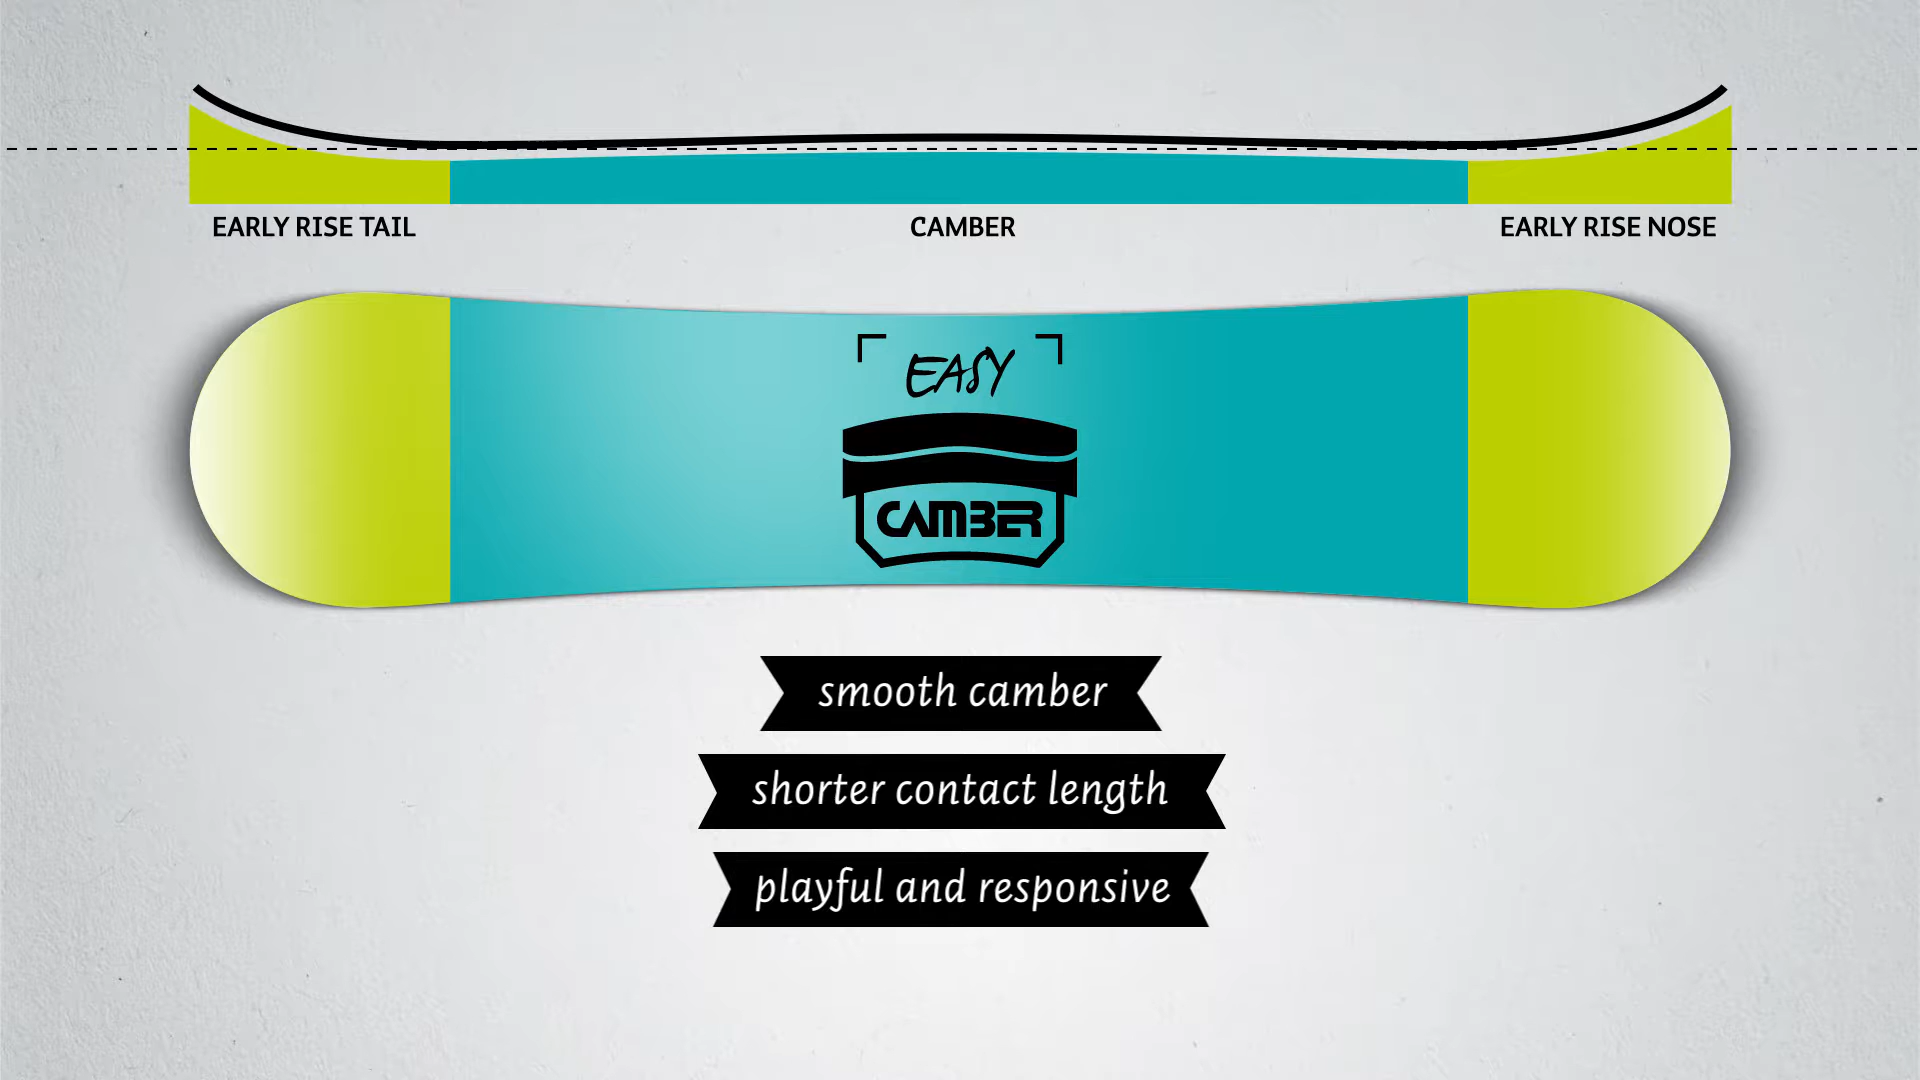 EARLY RISE TAIL
CAMBER
EARLY RISE NOSE
EASY
CAMBER
smooth camber
shorter contact length
playful and responsive